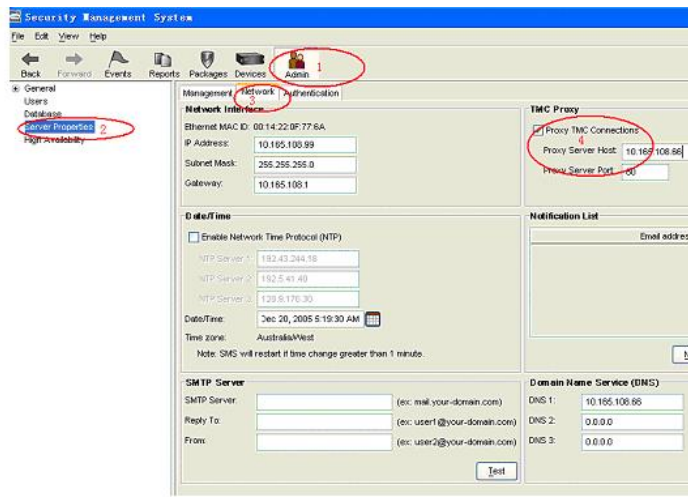 Security Management System
File Edit View Help
Back Forward Events Reports Packages Devices Admin 1
General
Users
Database
Server Properties 2
High Availability
Management Network Authentication
3
Network Interface
Ethernet MAC ID: 00:14:22:0F:77:6A
IP Address: 10.165.108.99
Subnet Mask: 255.255.255.0
Gateway: 10.165.108.1
TMC Proxy
Proxy TMC Connections
4
Proxy Server Host: 10.165.108.66
Proxy Server Port: 80
Date/Time
Enable Network Time Protocol (NTP)
NTP Server 1: 192.43.244.18
NTP Server 2: 192.5.41.40
NTP Server 3: 129.6.176.30
Date/Time: Dec 20, 2005 5:19:30 AM
Time zone: Australia/West
Note: SMS will restart if time change greater than 1 minute.
Notification List
Email addres
SMTP Server
SMTP Server: (ex: mail.your-domain.com)
Reply To: (ex: user1@your-domain.com)
From: (ex: user2@your-domain.com)
Test
Domain Name Service (DNS)
DNS 1: 10.165.108.66
DNS 2: 0.0.0.0
DNS 3: 0.0.0.0